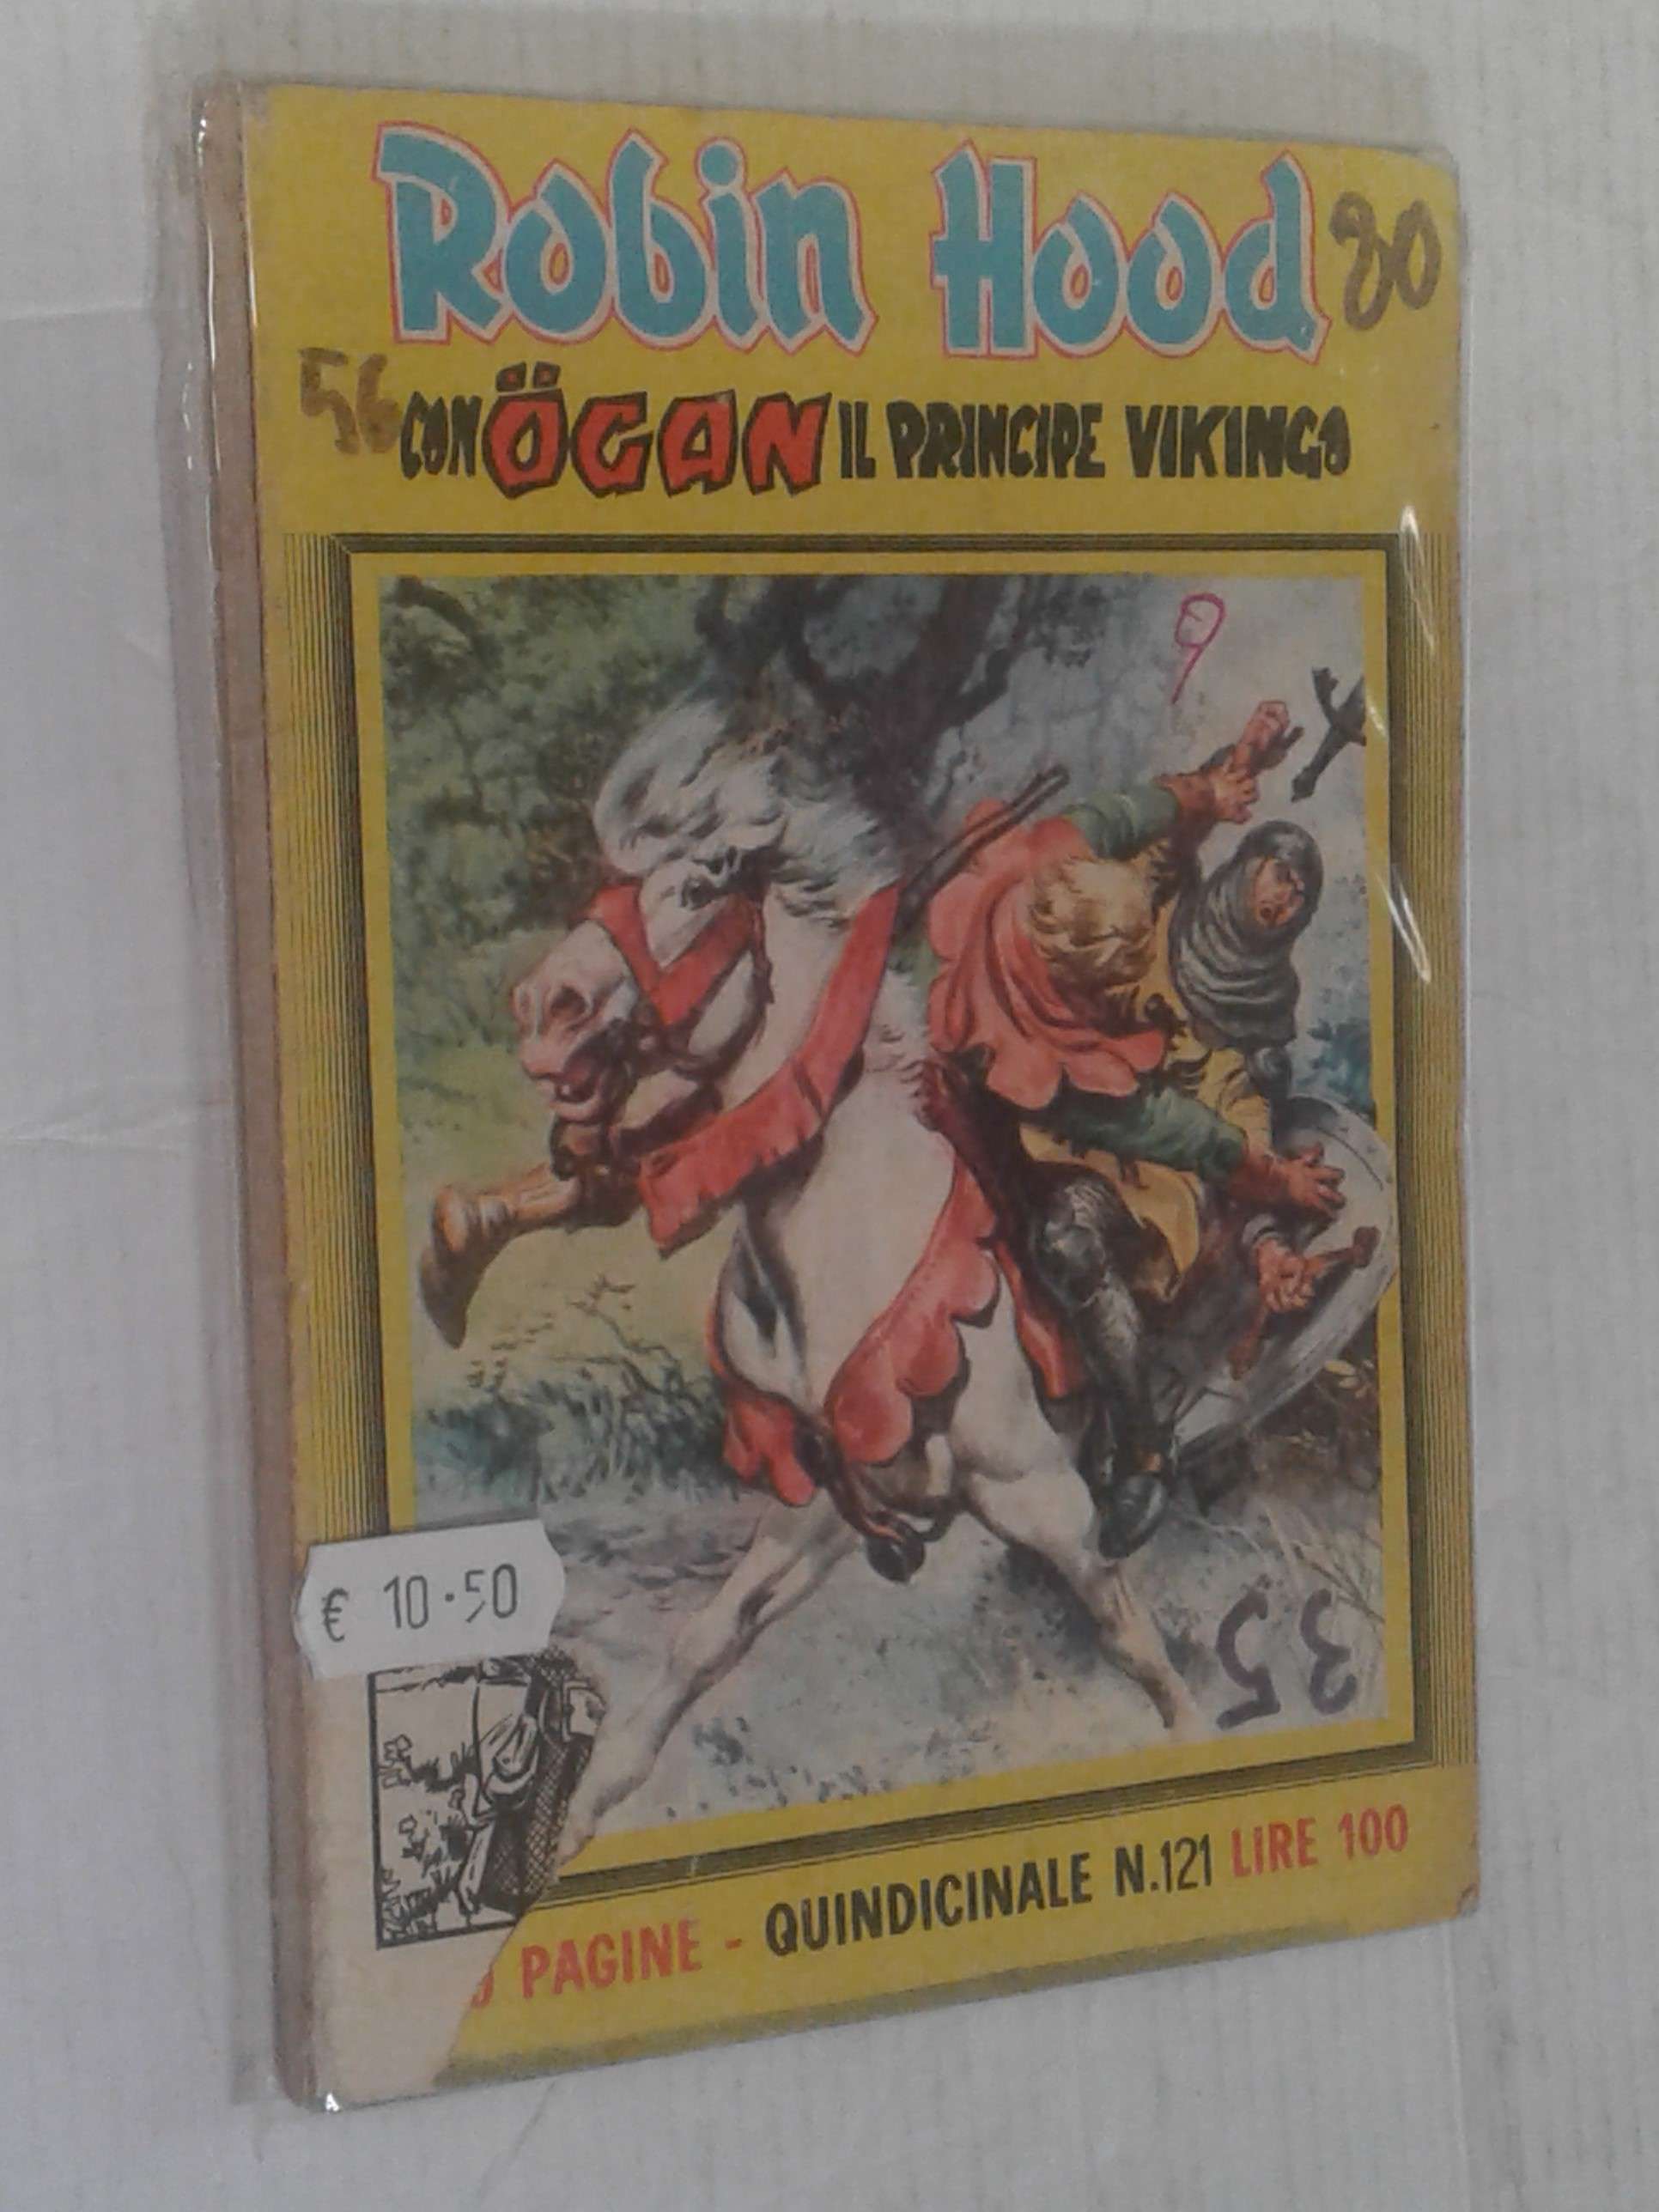 Robin Hood 80
56 CON ÖGAN IL PRINCIPE VIKINGO
9
€ 10.50
35
PAGINE - QUINDICINALE N.121 LIRE 100